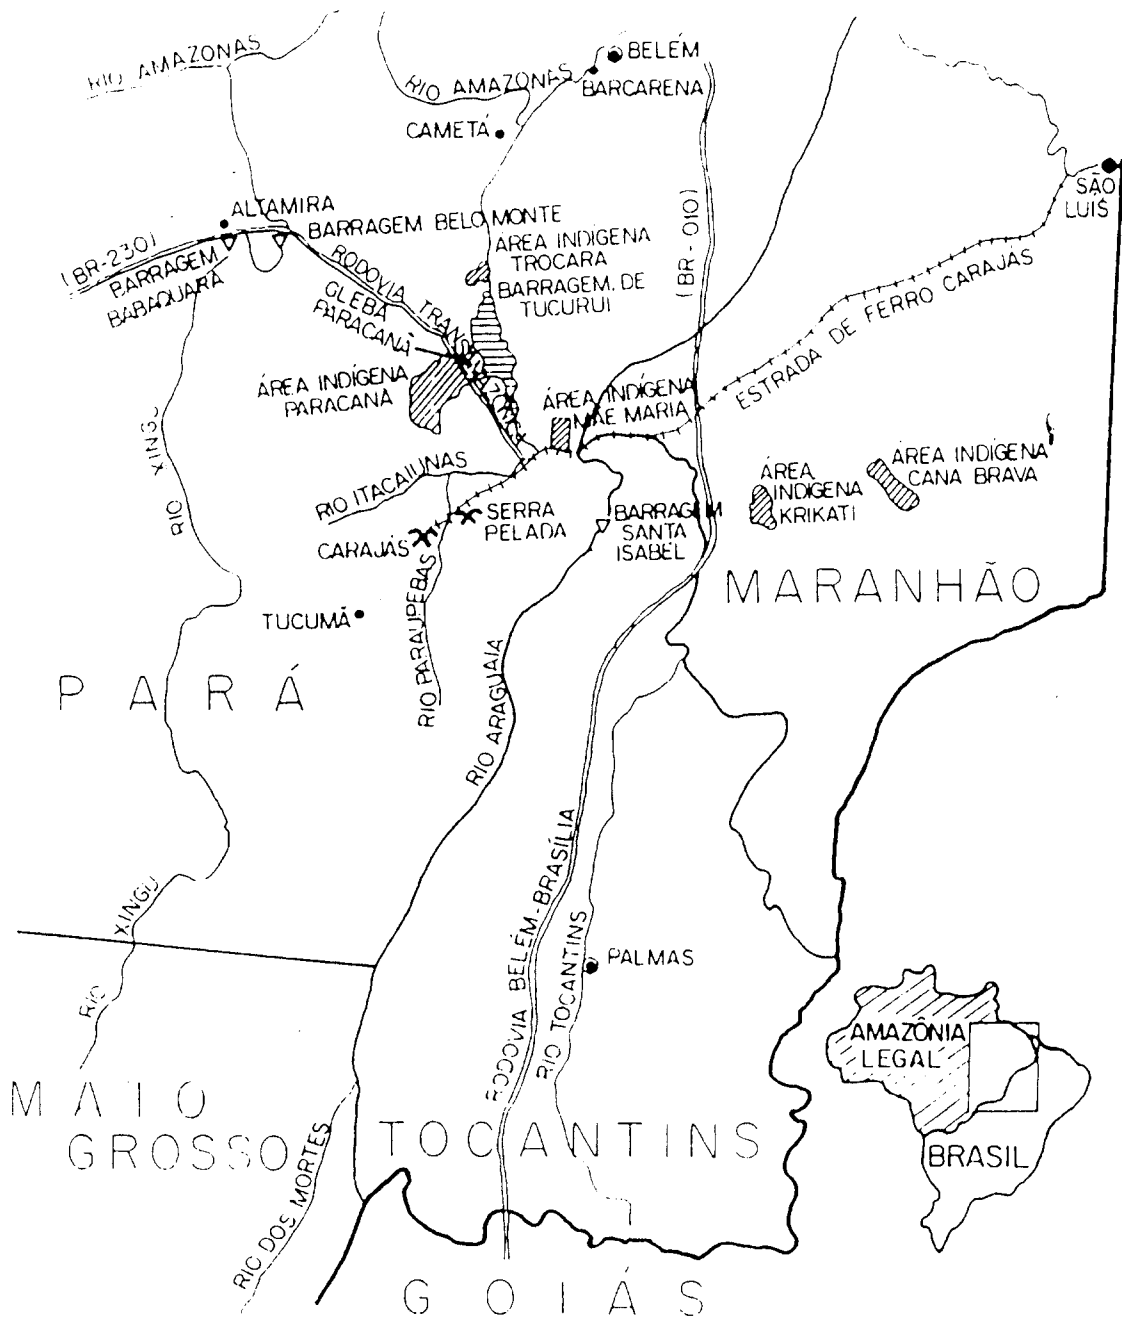 RIO AMAZONAS
RIO AMAZONAS
BELÉM
BARCARENA
CAMETÁ
SÃO
LUIS
(BR-010)
ALTAMIRA
BARRAGEM BELO MONTE
(BR-230)
BARRAGEM
BABAQUARA
RODOVIA TRANSAMAZÔNICA
ÁREA INDÍGENA
TROCARA
BARRAGEM. DE
TUCURUI
GLEBA
PARACANÃ
ÁREA INDÍGENA
PARACANÃ
ÁREA INDÍGENA
MÃE MARIA
ESTRADA DE FERRO CARAJÁS
RIO XINGU
RIO ITACAIUNAS
ÁREA
INDIGENA
KRIKATI
ÁREA INDÍGENA
CANA BRAVA
SERRA
PELADA
CARAJÁS
BARRAGEM
SANTA
ISABEL
TUCUMÃ
RIO PARAUPEBAS
MARANHÃO
PARÁ
RIO ARAGUAIA
RIO XINGU
RODOVIA BELÉM-BRASÍLIA
RIO TOCANTINS
PALMAS
MATO
GROSSO
RIO DOS MORTES
TOCANTINS
GOIÁS
AMAZÔNIA
LEGAL
BRASIL